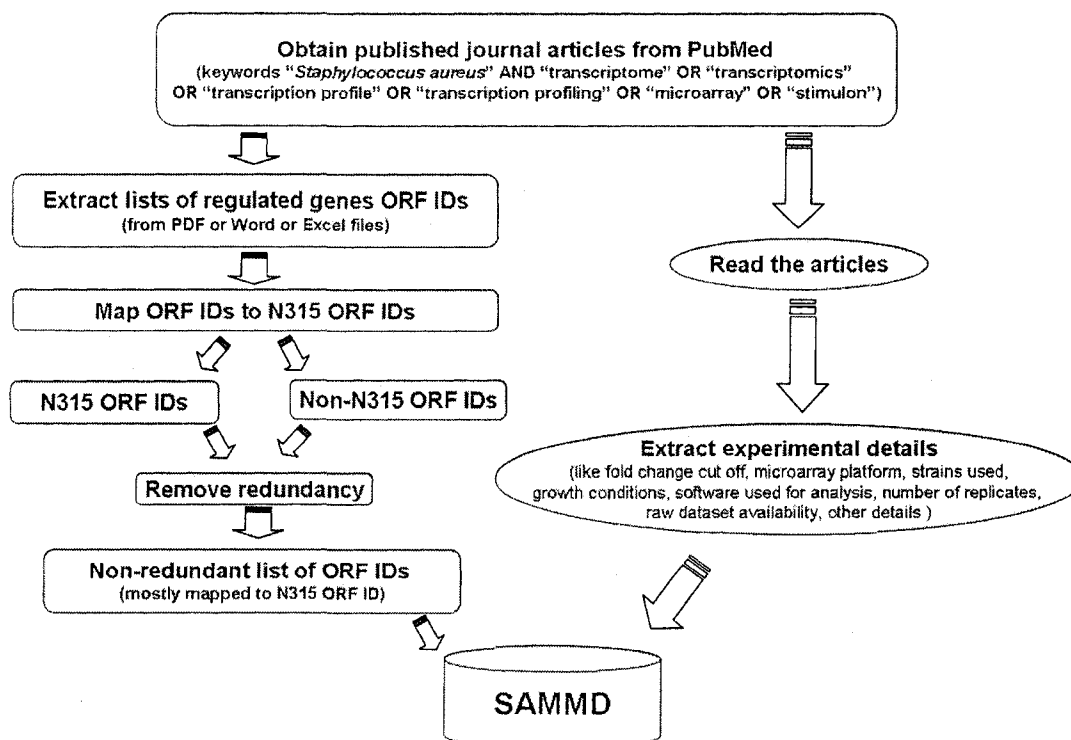 Obtain published journal articles from PubMed
(keywords "Staphylococcus aureus" AND "transcriptome" OR "transcriptomics"
OR "transcription profile" OR "transcription profiling" OR "microarray" OR "stimulon")
Extract lists of regulated genes ORF IDs
(from PDF or Word or Excel files)
Map ORF IDs to N315 ORF IDs
N315 ORF IDs
Non-N315 ORF IDs
Remove redundancy
Non-redundant list of ORF IDs
(mostly mapped to N315 ORF ID)
Read the articles
Extract experimental details
(like fold change cut off, microarray platform, strains used,
growth conditions, software used for analysis, number of replicates,
raw dataset availability, other details )
SAMMD